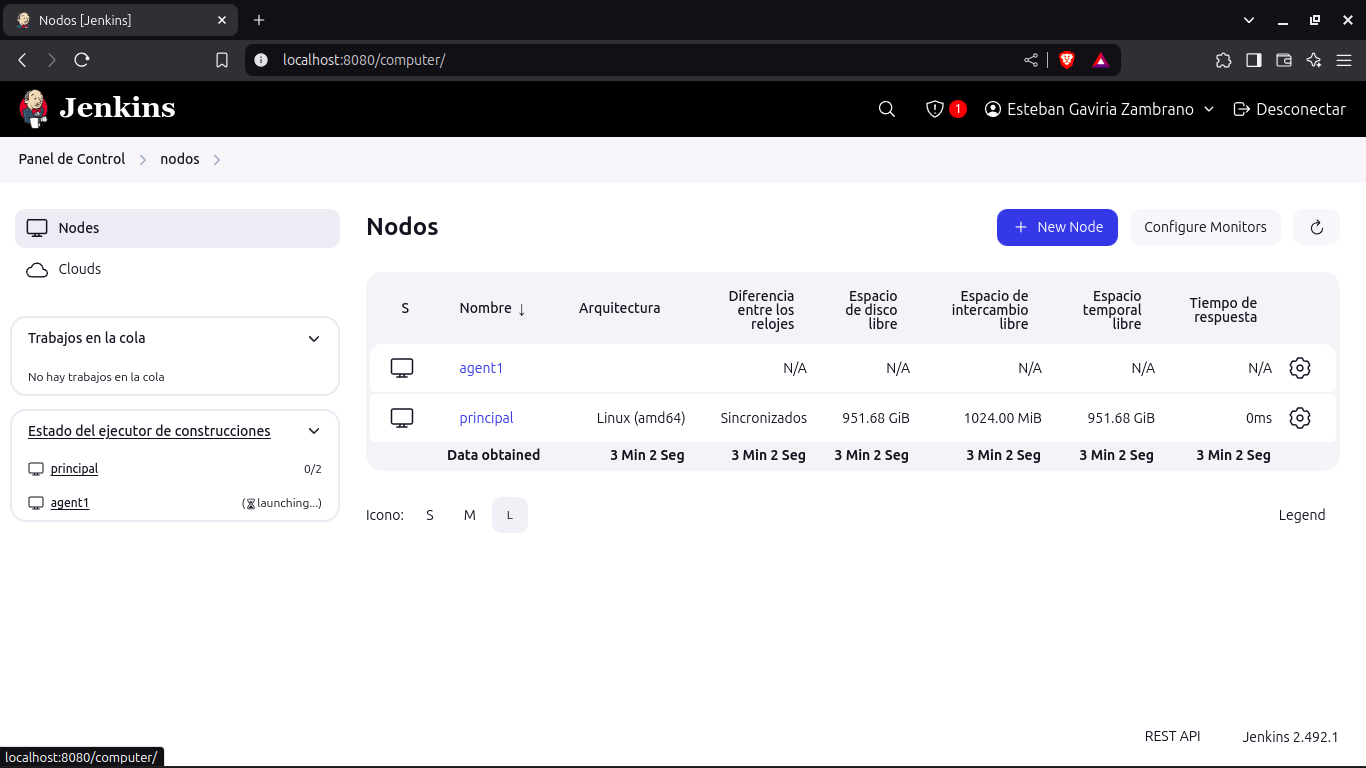 Nodos [Jenkins]
localhost:8080/computer/
1
Jenkins
Esteban Gaviria Zambrano
Desconectar
Panel de Control
nodos
Nodes
Clouds
Trabajos en la cola
No hay trabajos en la cola
Estado del ejecutor de construcciones
principal 0/2
agent1 (launching...)
Nodos
+ New Node
Configure Monitors
S Nombre ↓ Arquitectura Diferencia entre los relojes Espacio de disco libre Espacio de intercambio libre Espacio temporal libre Tiempo de respuesta
agent1 N/A N/A N/A N/A N/A
principal Linux (amd64) Sincronizados 951.68 GiB 1024.00 MiB 951.68 GiB 0ms
Data obtained 3 Min 2 Seg 3 Min 2 Seg 3 Min 2 Seg 3 Min 2 Seg 3 Min 2 Seg 3 Min 2 Seg
Icono: S M L
Legend
REST API Jenkins 2.492.1
localhost:8080/computer/